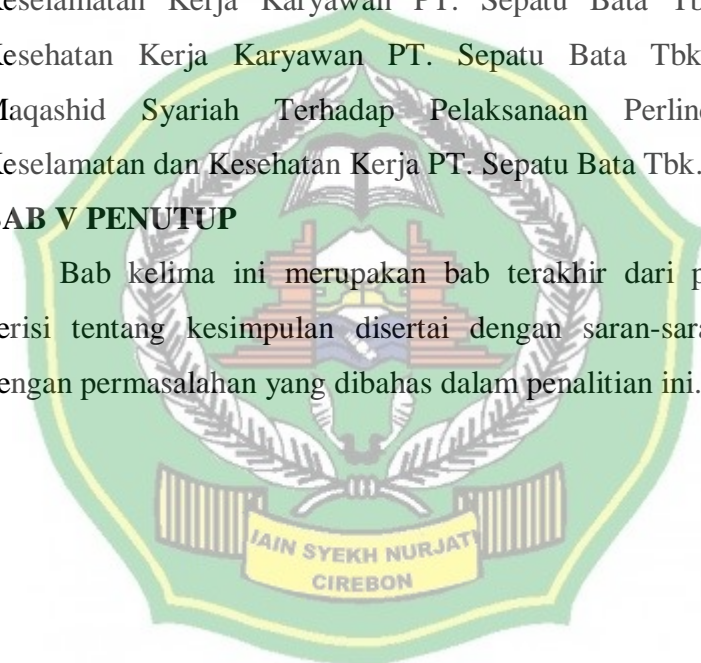 Keselamatan Kerja Karyawan PT. Sepatu Bata Tb
Kesehatan Kerja Karyawan PT. Sepatu Bata Tbk
Maqashid Syariah Terhadap Pelaksanaan
Keselamatan dan Kesehatan Kerja PT. Sepatu Bata Tbk.
BAB V PENUTUP
Bab kelima ini merupakan bab terakhir dari
berisi tentang kesimpulan disertai dengan
dengan permasalahan yang dibahas dalam penalitian ini.
IAIN SYEKH NURJATI
CIREBON